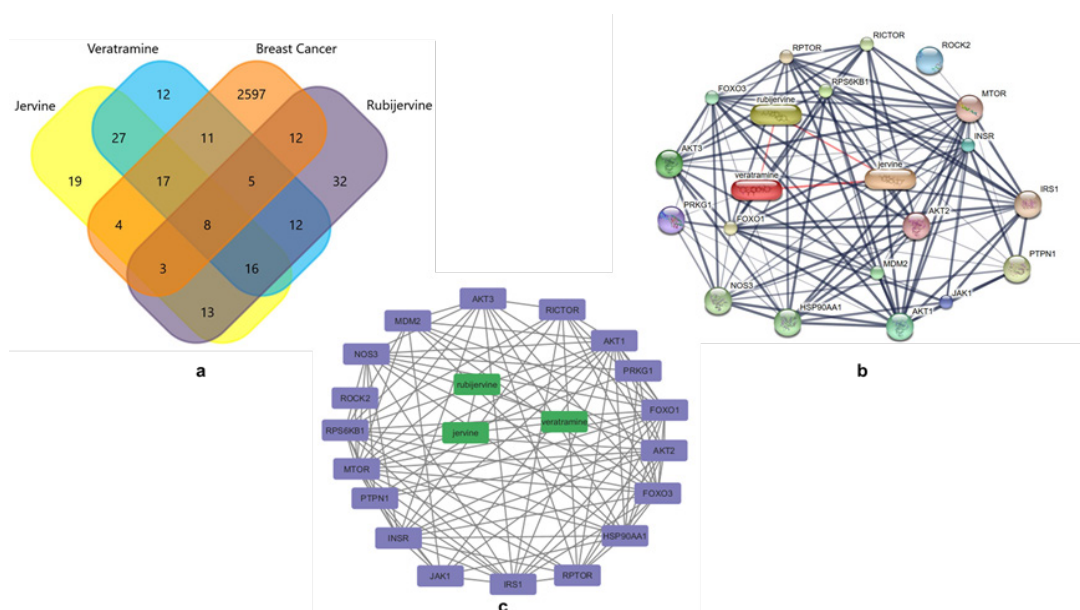 Veratramine
Breast Cancer
Jervine
Rubijervine
12
2597
27
11
12
19
17
5
32
4
8
12
3
16
13
a
RICTOR
RPTOR
ROCK2
RPS6KB1
FOXO3
rubijervine
MTOR
INSR
AKT3
jervine
veratramine
IRS1
PRKG1
AKT2
FOXO1
PTPN1
MDM2
NOS3
JAK1
HSP90AA1
AKT1
b
AKT3
RICTOR
MDM2
AKT1
NOS3
PRKG1
rubijervine
ROCK2
FOXO1
veratramine
RPS6KB1
jervine
AKT2
MTOR
PTPN1
FOXO3
INSR
HSP90AA1
JAK1
IRS1
RPTOR
c